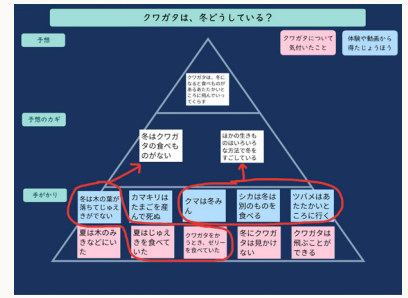 クワガタは、冬どうしている？
予想
クワガタについて
気付いたこと
体験や動画から
得たじょうほう
クワガタは、冬に
なると食べものが
あるあたたかいと
ころに飛んでいっ
てくらす
予想のカギ
冬はクワガ
タの食べも
のがない
ほかの生きも
のはいろいろ
な方法で冬を
すごしている
手がかり
冬は木の葉が
落ちてじゅえ
きがでない
カマキリは
たまごを産
んで死ぬ
クマは冬み
ん
シカは冬は
別のものを
食べる
ツバメはあ
たたかいと
ころに行く
夏は木のみ
きなどにい
た
夏はじゅえ
きを食べて
いた
クワガタをか
うとき、ゼリー
を食べていた
冬にクワガ
タは見かけ
ない
クワガタは
飛ぶことが
できる